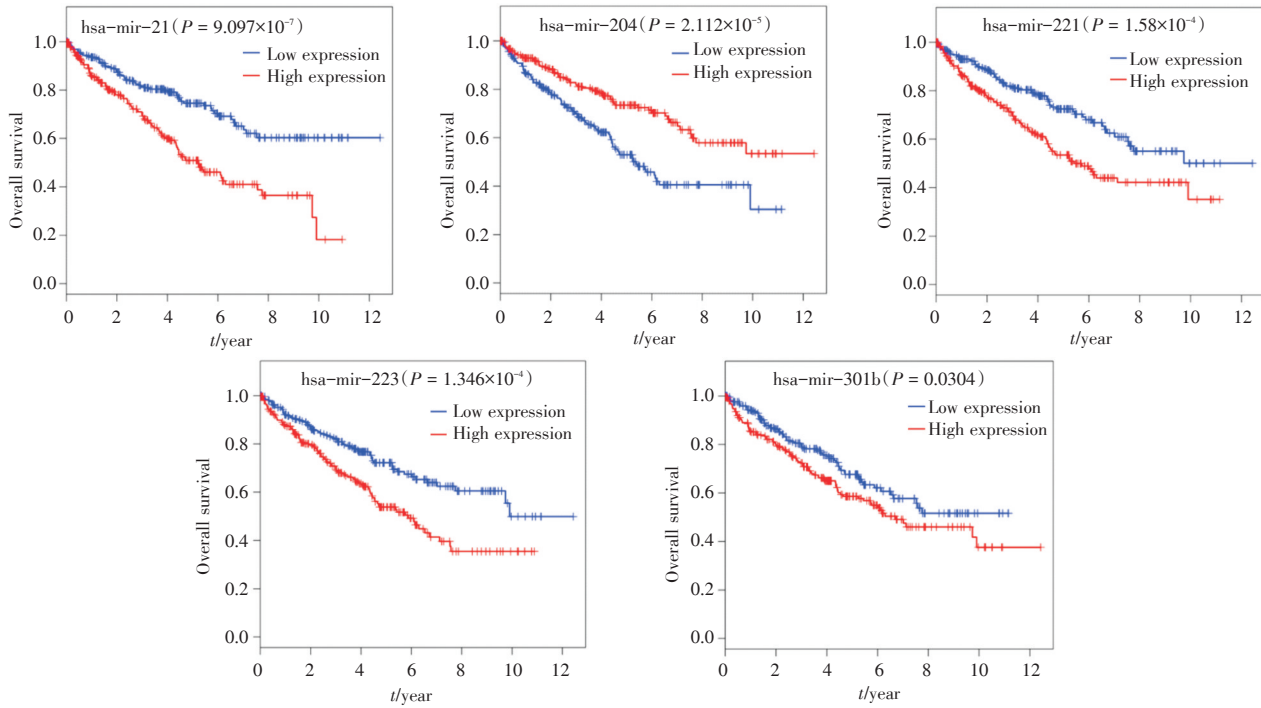 hsa-mir-21(P = 9.097×10⁻⁷)
Low expression
High expression
Overall survival
1.0
0.8
0.6
0.4
0.2
0.0
0 2 4 6 8 10 12
t/year
hsa-mir-204(P = 2.112×10⁻⁵)
Low expression
High expression
Overall survival
1.0
0.8
0.6
0.4
0.2
0.0
0 2 4 6 8 10 12
t/year
hsa-mir-221(P = 1.58×10⁻⁴)
Low expression
High expression
Overall survival
1.0
0.8
0.6
0.4
0.2
0.0
0 2 4 6 8 10 12
t/year
hsa-mir-223(P = 1.346×10⁻⁴)
Low expression
High expression
Overall survival
1.0
0.8
0.6
0.4
0.2
0.0
0 2 4 6 8 10 12
t/year
hsa-mir-301b(P = 0.0304)
Low expression
High expression
Overall survival
1.0
0.8
0.6
0.4
0.2
0.0
0 2 4 6 8 10 12
t/year